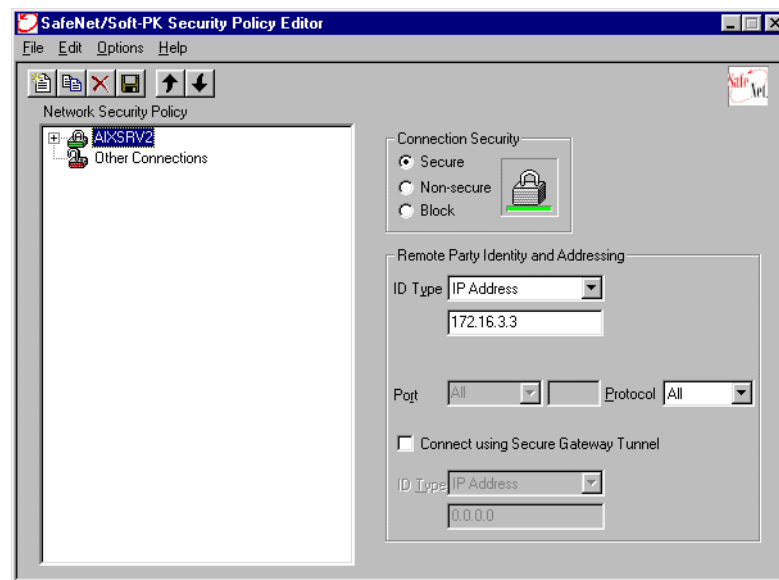 SafeNet/Soft-PK Security Policy Editor
File Edit Options Help
Safe Net
Network Security Policy
AIXSRV2
Other Connections
Connection Security
Secure
Non-secure
Block
Remote Party Identity and Addressing
ID Type IP Address
172.16.3.3
Port All Protocol All
Connect using Secure Gateway Tunnel
ID Type IP Address
0.0.0.0